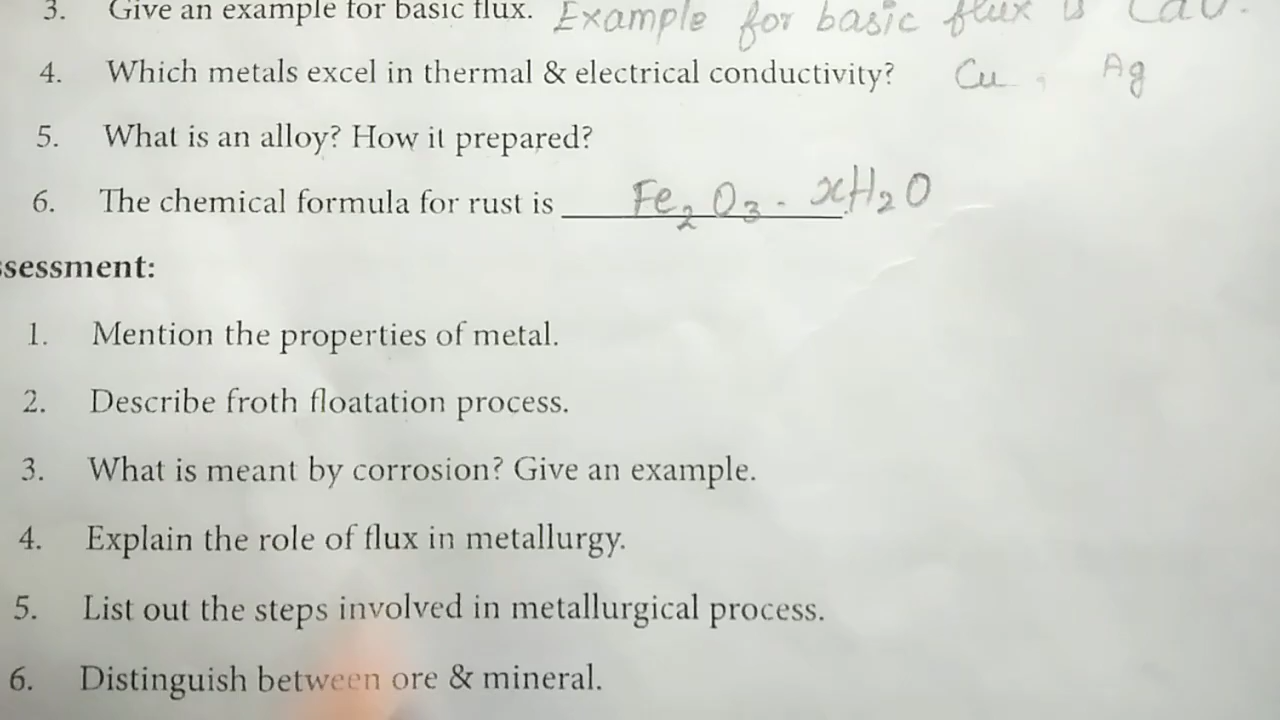 3. Give an example for basic flux. Example for basic flux is CaO.
4. Which metals excel in thermal & electrical conductivity? Cu, Ag
5. What is an alloy? How it prepared?
6. The chemical formula for rust is Fe₂O₃·xH₂O
ssessment:
1. Mention the properties of metal.
2. Describe froth floatation process.
3. What is meant by corrosion? Give an example.
4. Explain the role of flux in metallurgy.
5. List out the steps involved in metallurgical process.
6. Distinguish between ore & mineral.